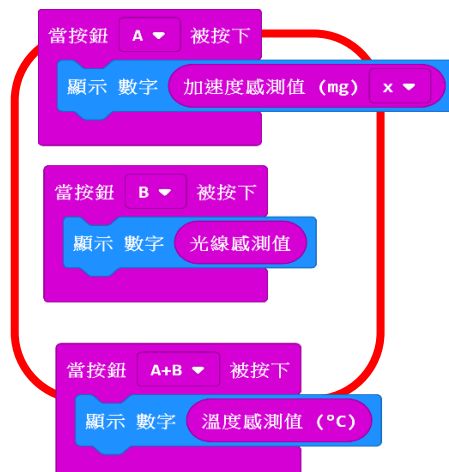 當按鈕 A 被按下
顯示 數字 加速度感測值 (mg) x
當按鈕 B 被按下
顯示 數字 光線感測值
當按鈕 A+B 被按下
顯示 數字 溫度感測值 (°C)